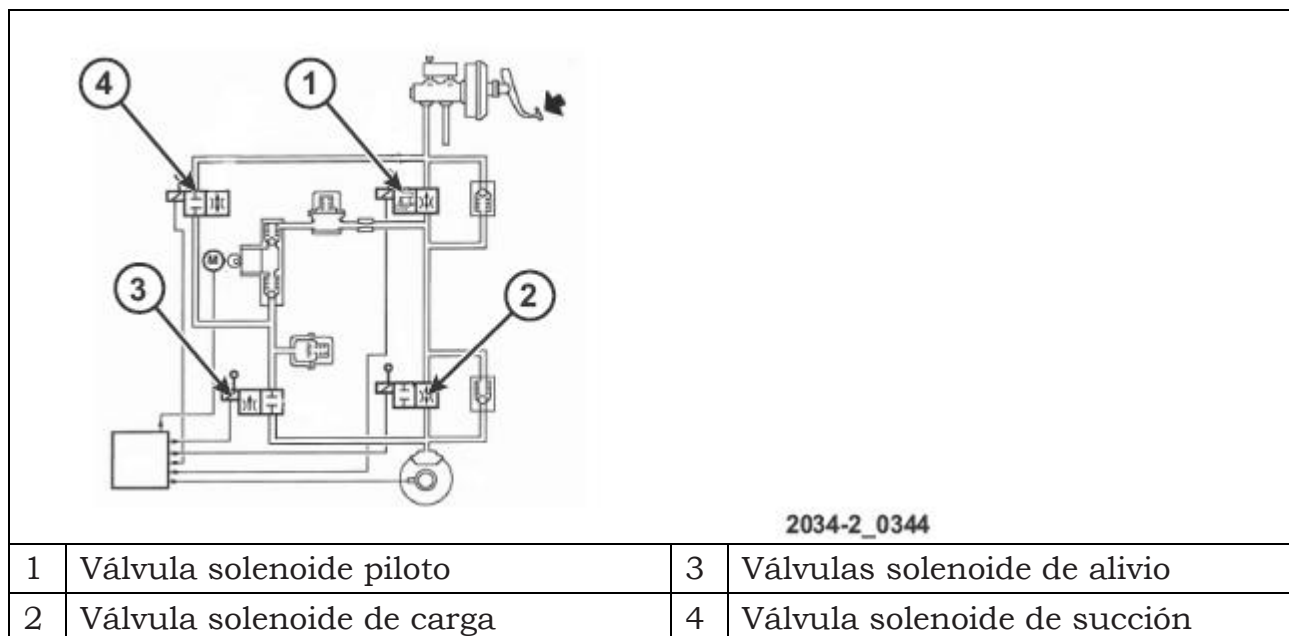 4
1
M
3
2
2034-2_0344
1 Válvula solenoide piloto 3 Válvulas solenoide de alivio
2 Válvula solenoide de carga 4 Válvula solenoide de succión